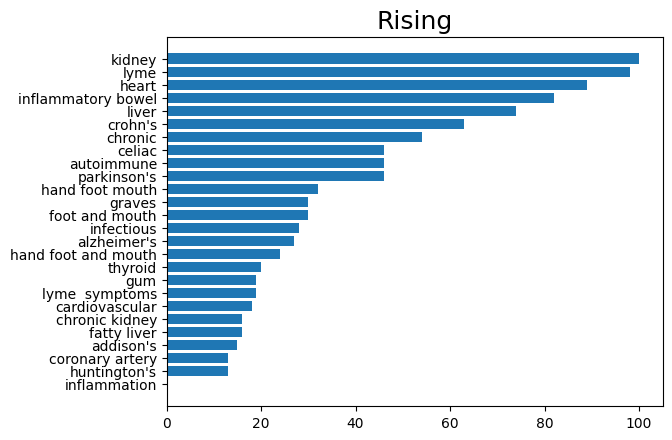 Rising
kidney
lyme
heart
inflammatory bowel
liver
crohn's
chronic
celiac
autoimmune
parkinson's
hand foot mouth
graves
foot and mouth
infectious
alzheimer's
hand foot and mouth
thyroid
gum
lyme  symptoms
cardiovascular
chronic kidney
fatty liver
addison's
coronary artery
huntington's
inflammation
0 20 40 60 80 100